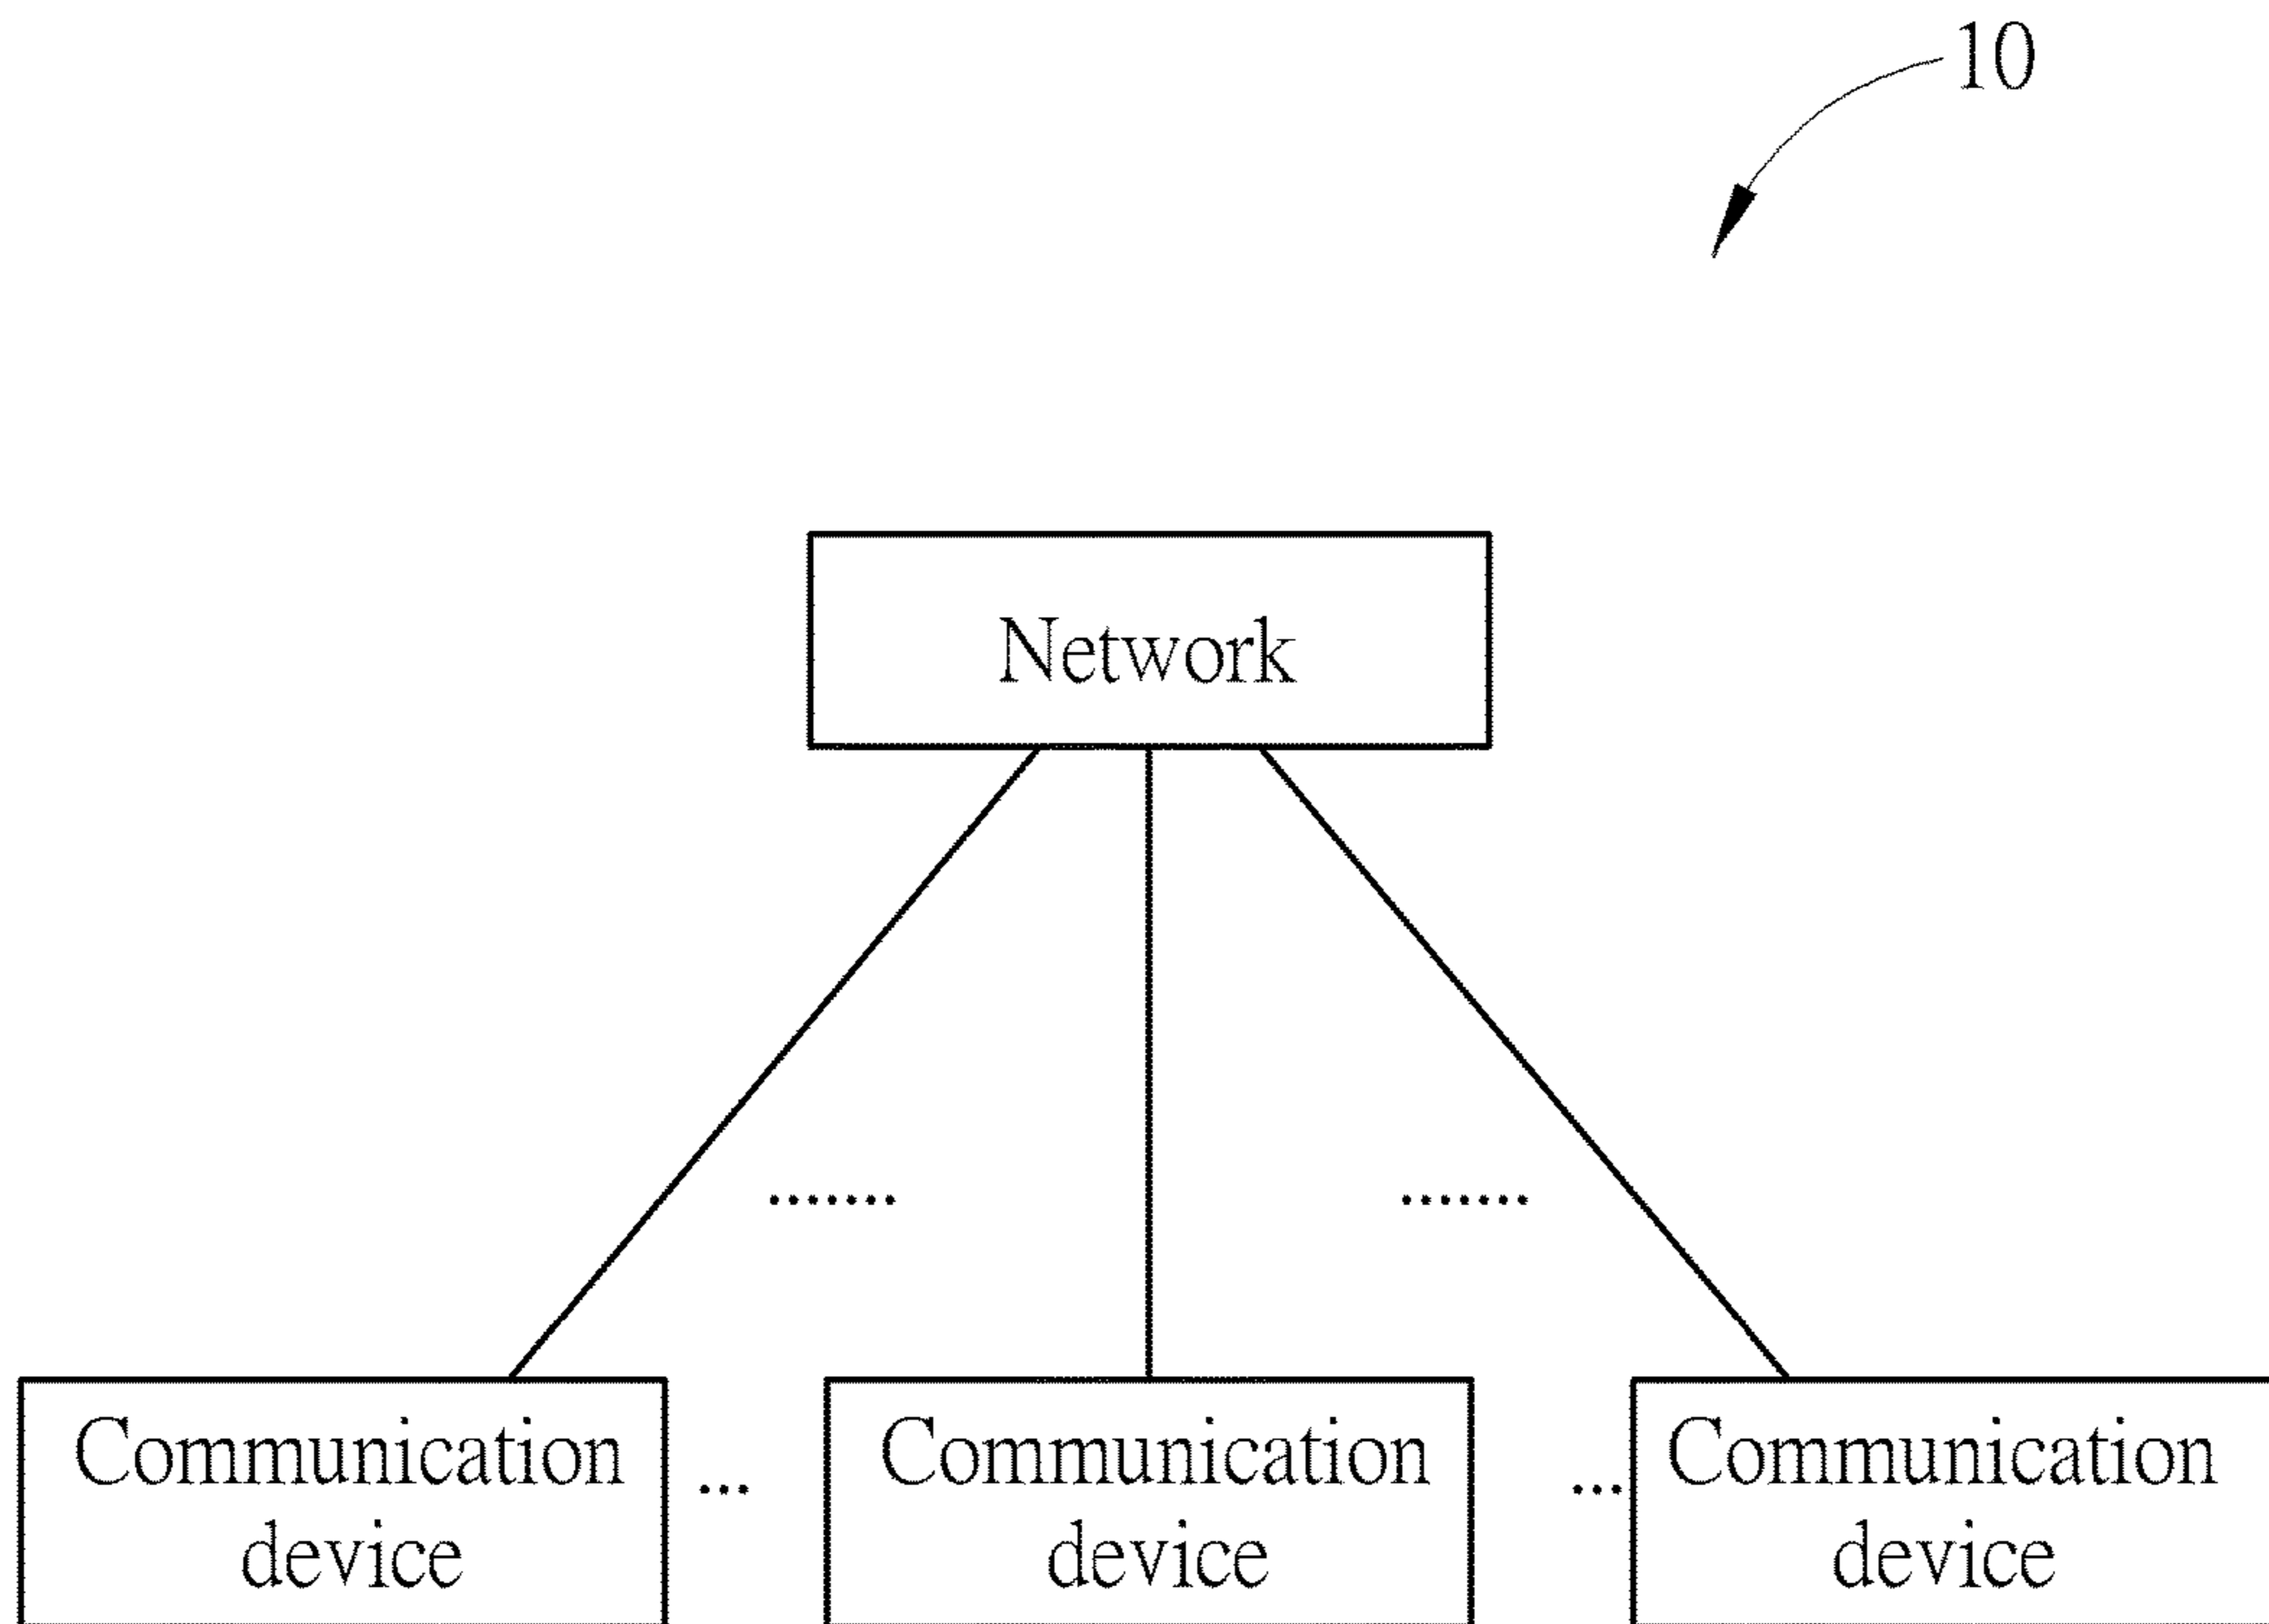 10
Network
.......
.......
Communication
device
...
Communication
device
...
Communication
device